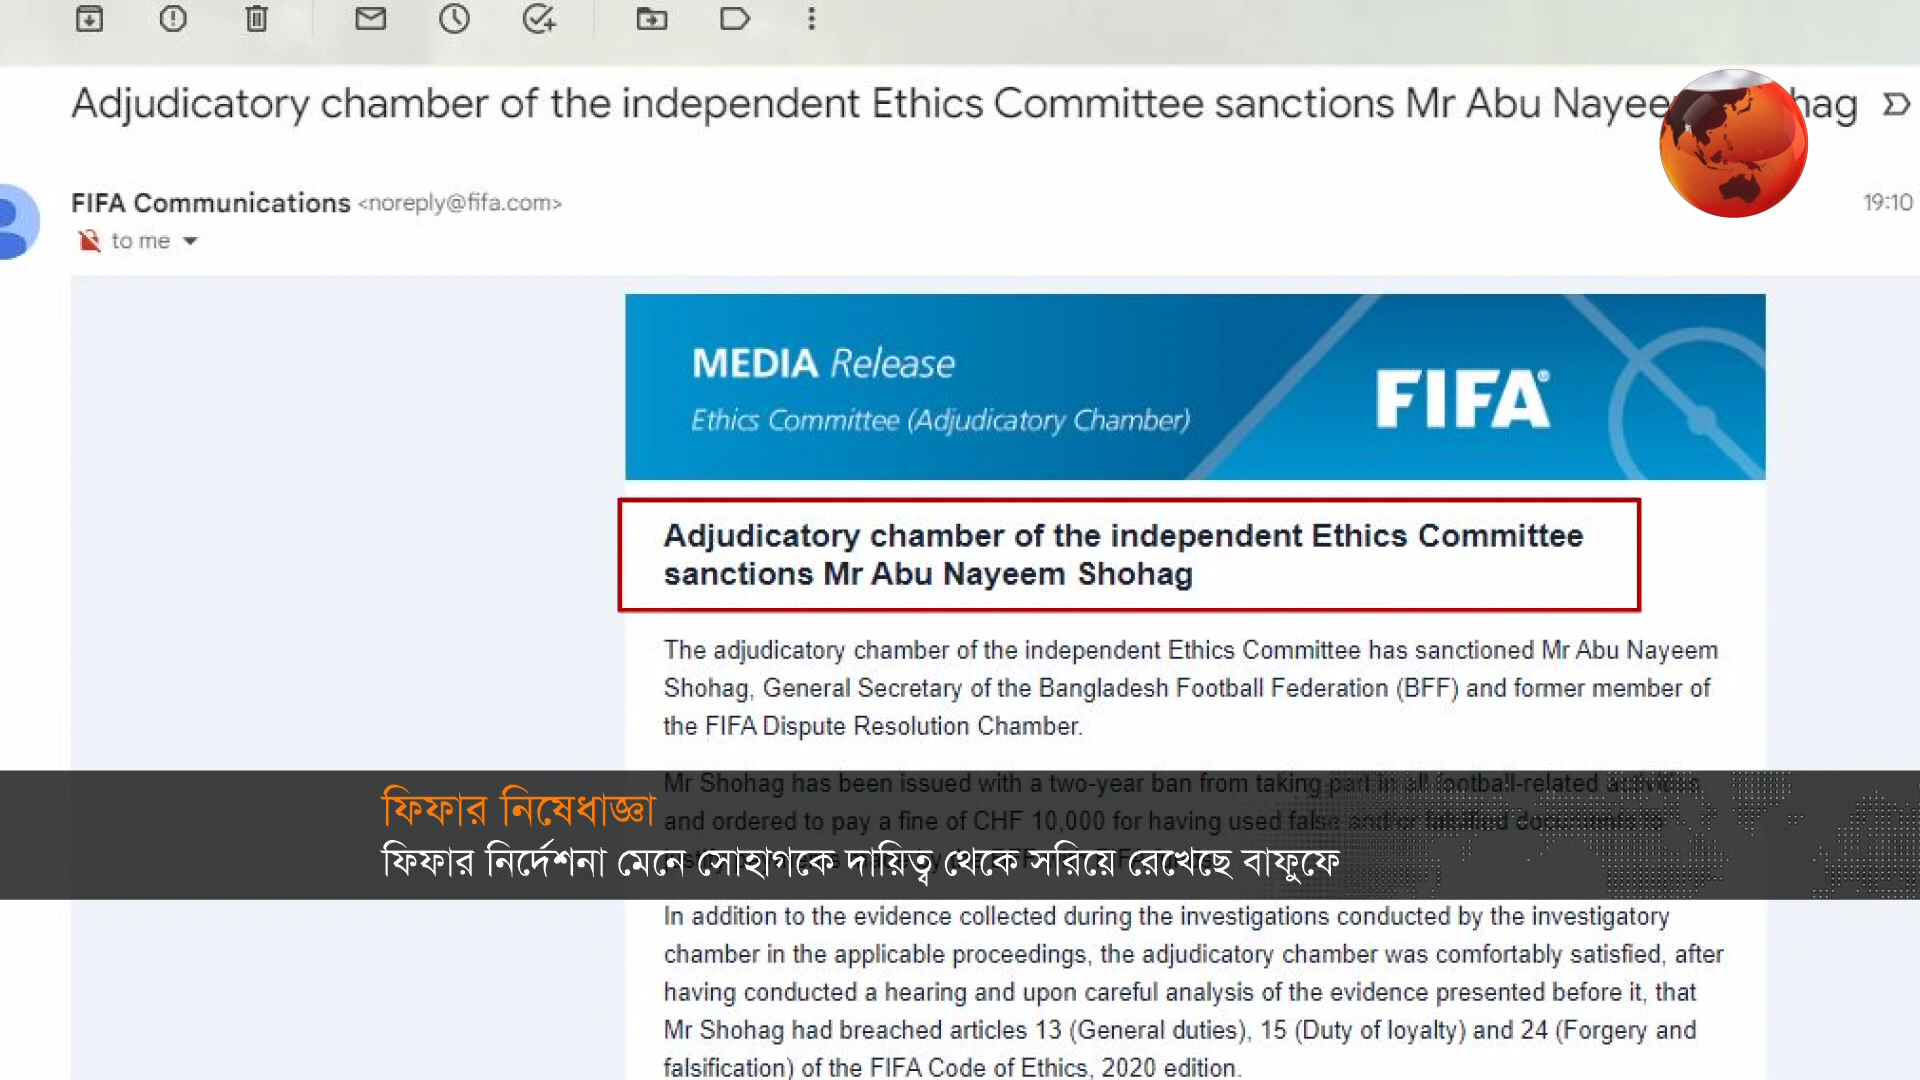 Adjudicatory chamber of the independent Ethics Committee sanctions Mr Abu Nayee hag
FIFA Communications <noreply@fifa.com>
19:10
to me
MEDIA Release
FIFA®
Ethics Committee (Adjudicatory Chamber)
Adjudicatory chamber of the independent Ethics Committee
sanctions Mr Abu Nayeem Shohag
The adjudicatory chamber of the independent Ethics Committee has sanctioned Mr Abu Nayeem
Shohag, General Secretary of the Bangladesh Football Federation (BFF) and former member of
the FIFA Dispute Resolution Chamber.
Mr Shohag has been issued with a two-year ban from taking part in all football-related activities
ফিফার নিষেধাজ্ঞা
and ordered to pay a fine of CHF 10,000 for having used false and/or falsified documents to
ফিফার নির্দেশনা মেনে সোহাগকে দায়িত্ব থেকে সরিয়ে রেখেছে বাফুফে
In addition to the evidence collected during the investigations conducted by the investigatory
chamber in the applicable proceedings, the adjudicatory chamber was comfortably satisfied, after
having conducted a hearing and upon careful analysis of the evidence presented before it, that
Mr Shohag had breached articles 13 (General duties), 15 (Duty of loyalty) and 24 (Forgery and
falsification) of the FIFA Code of Ethics, 2020 edition.